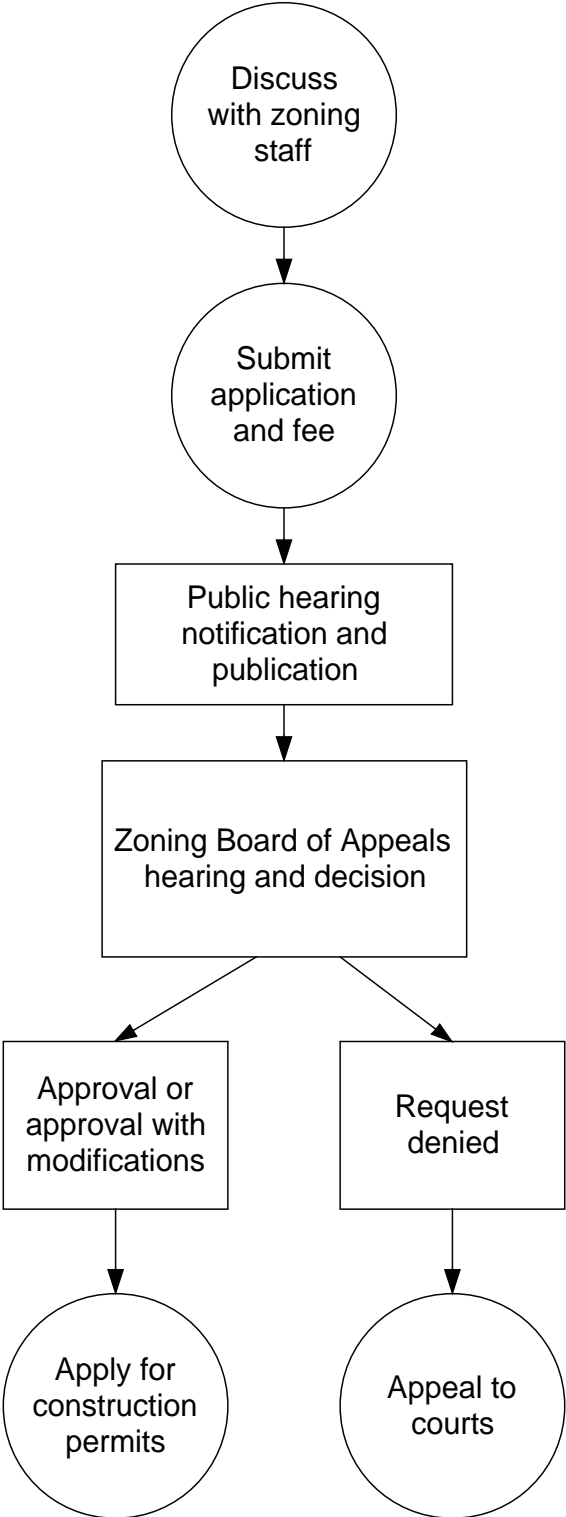 Discuss
with zoning
staff
Submit
application
and fee
Public hearing
notification and
publication
Zoning Board of Appeals
hearing and decision
Approval or
approval with
modifications
Request
denied
Apply for
construction
permits
Appeal to
courts